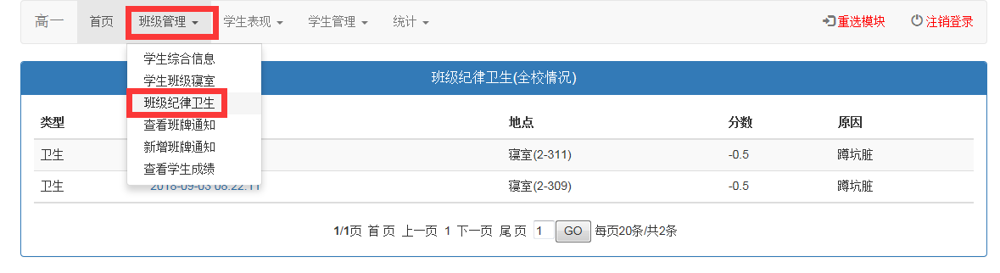 高一 首页 班级管理 学生表现 学生管理 统计 重选模块 注销登录
学生综合信息
学生班级寝室
班级纪律卫生
查看班牌通知
新增班牌通知
查看学生成绩
班级纪律卫生(全校情况)
类型 地点 分数 原因
卫生 寝室(2-311) -0.5 蹲坑脏
卫生 2018-09-03 08:22:11 寝室(2-309) -0.5 蹲坑脏
1/1页 首 页 上一页 1 下一页 尾 页 1 GO 每页20条/共2条